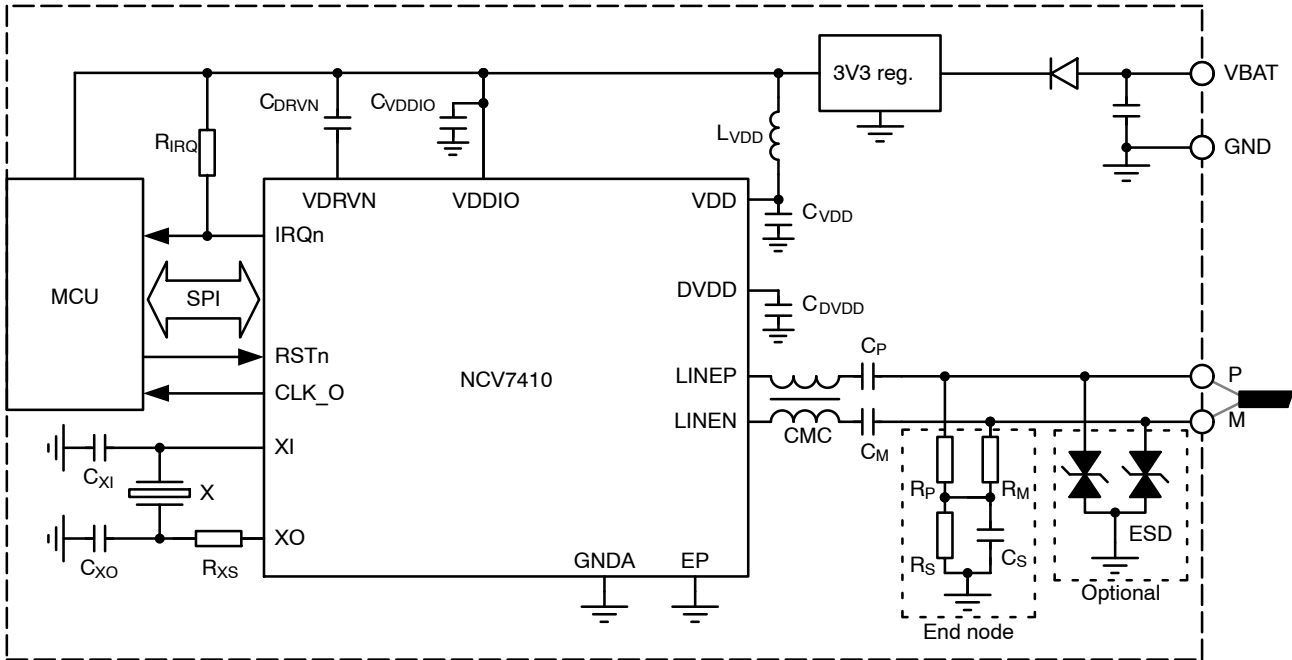 3V3 reg.
VBAT
CDRVN
CVDDIO
LVDD
RIRQ
GND
VDRVN
VDDIO
VDD
CVDD
IRQn
MCU
SPI
DVDD
CDVDD
CP
RSTn
NCV7410
LINEP
P
CLK_O
LINEN
CMC
CM
M
XI
CXI
X
RP
RM
CXO
RXS
XO
GNDA
EP
RS
CS
ESD
Optional
End node